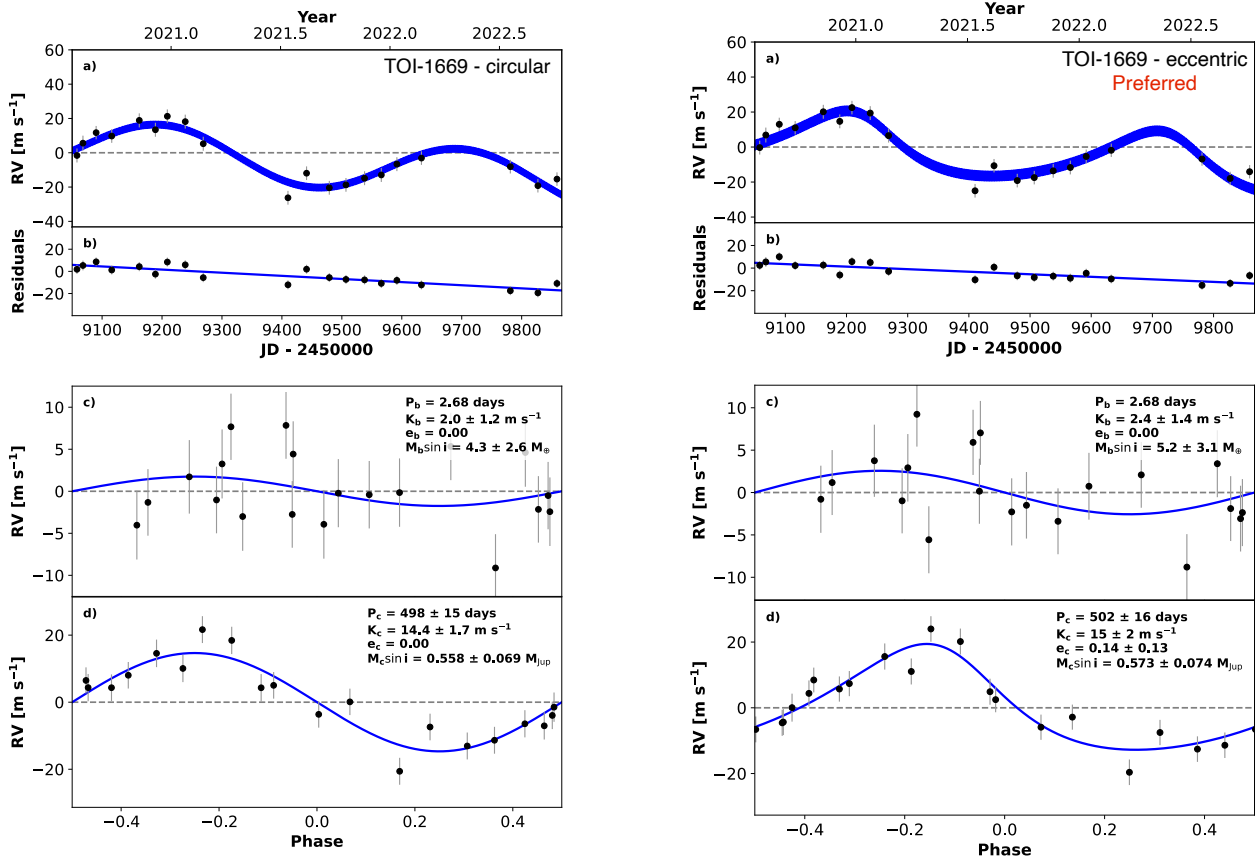 Year
2021.0 2021.5 2022.0 2022.5
a) TOI-1669 - circular
60
40
20
0
−20
−40
RV [m s⁻¹]
b)
20
0
−20
Residuals
9100 9200 9300 9400 9500 9600 9700 9800
JD - 2450000
c)
P_b = 2.68 days
K_b = 2.0 ± 1.2 m s⁻¹
e_b = 0.00
M_b sin i = 4.3 ± 2.6 M⊕
10
5
0
−5
−10
RV [m s⁻¹]
d)
P_c = 498 ± 15 days
K_c = 14.4 ± 1.7 m s⁻¹
e_c = 0.00
M_c sin i = 0.558 ± 0.069 M_Jup
20
0
−20
RV [m s⁻¹]
−0.4 −0.2 0.0 0.2 0.4
Phase
Year
2021.0 2021.5 2022.0 2022.5
a) TOI-1669 - eccentric
Preferred
60
40
20
0
−20
−40
RV [m s⁻¹]
b)
20
0
−20
Residuals
9100 9200 9300 9400 9500 9600 9700 9800
JD - 2450000
c)
P_b = 2.68 days
K_b = 2.4 ± 1.4 m s⁻¹
e_b = 0.00
M_b sin i = 5.2 ± 3.1 M⊕
10
5
0
−5
−10
RV [m s⁻¹]
d)
P_c = 502 ± 16 days
K_c = 15 ± 2 m s⁻¹
e_c = 0.14 ± 0.13
M_c sin i = 0.573 ± 0.074 M_Jup
20
0
−20
RV [m s⁻¹]
−0.4 −0.2 0.0 0.2 0.4
Phase